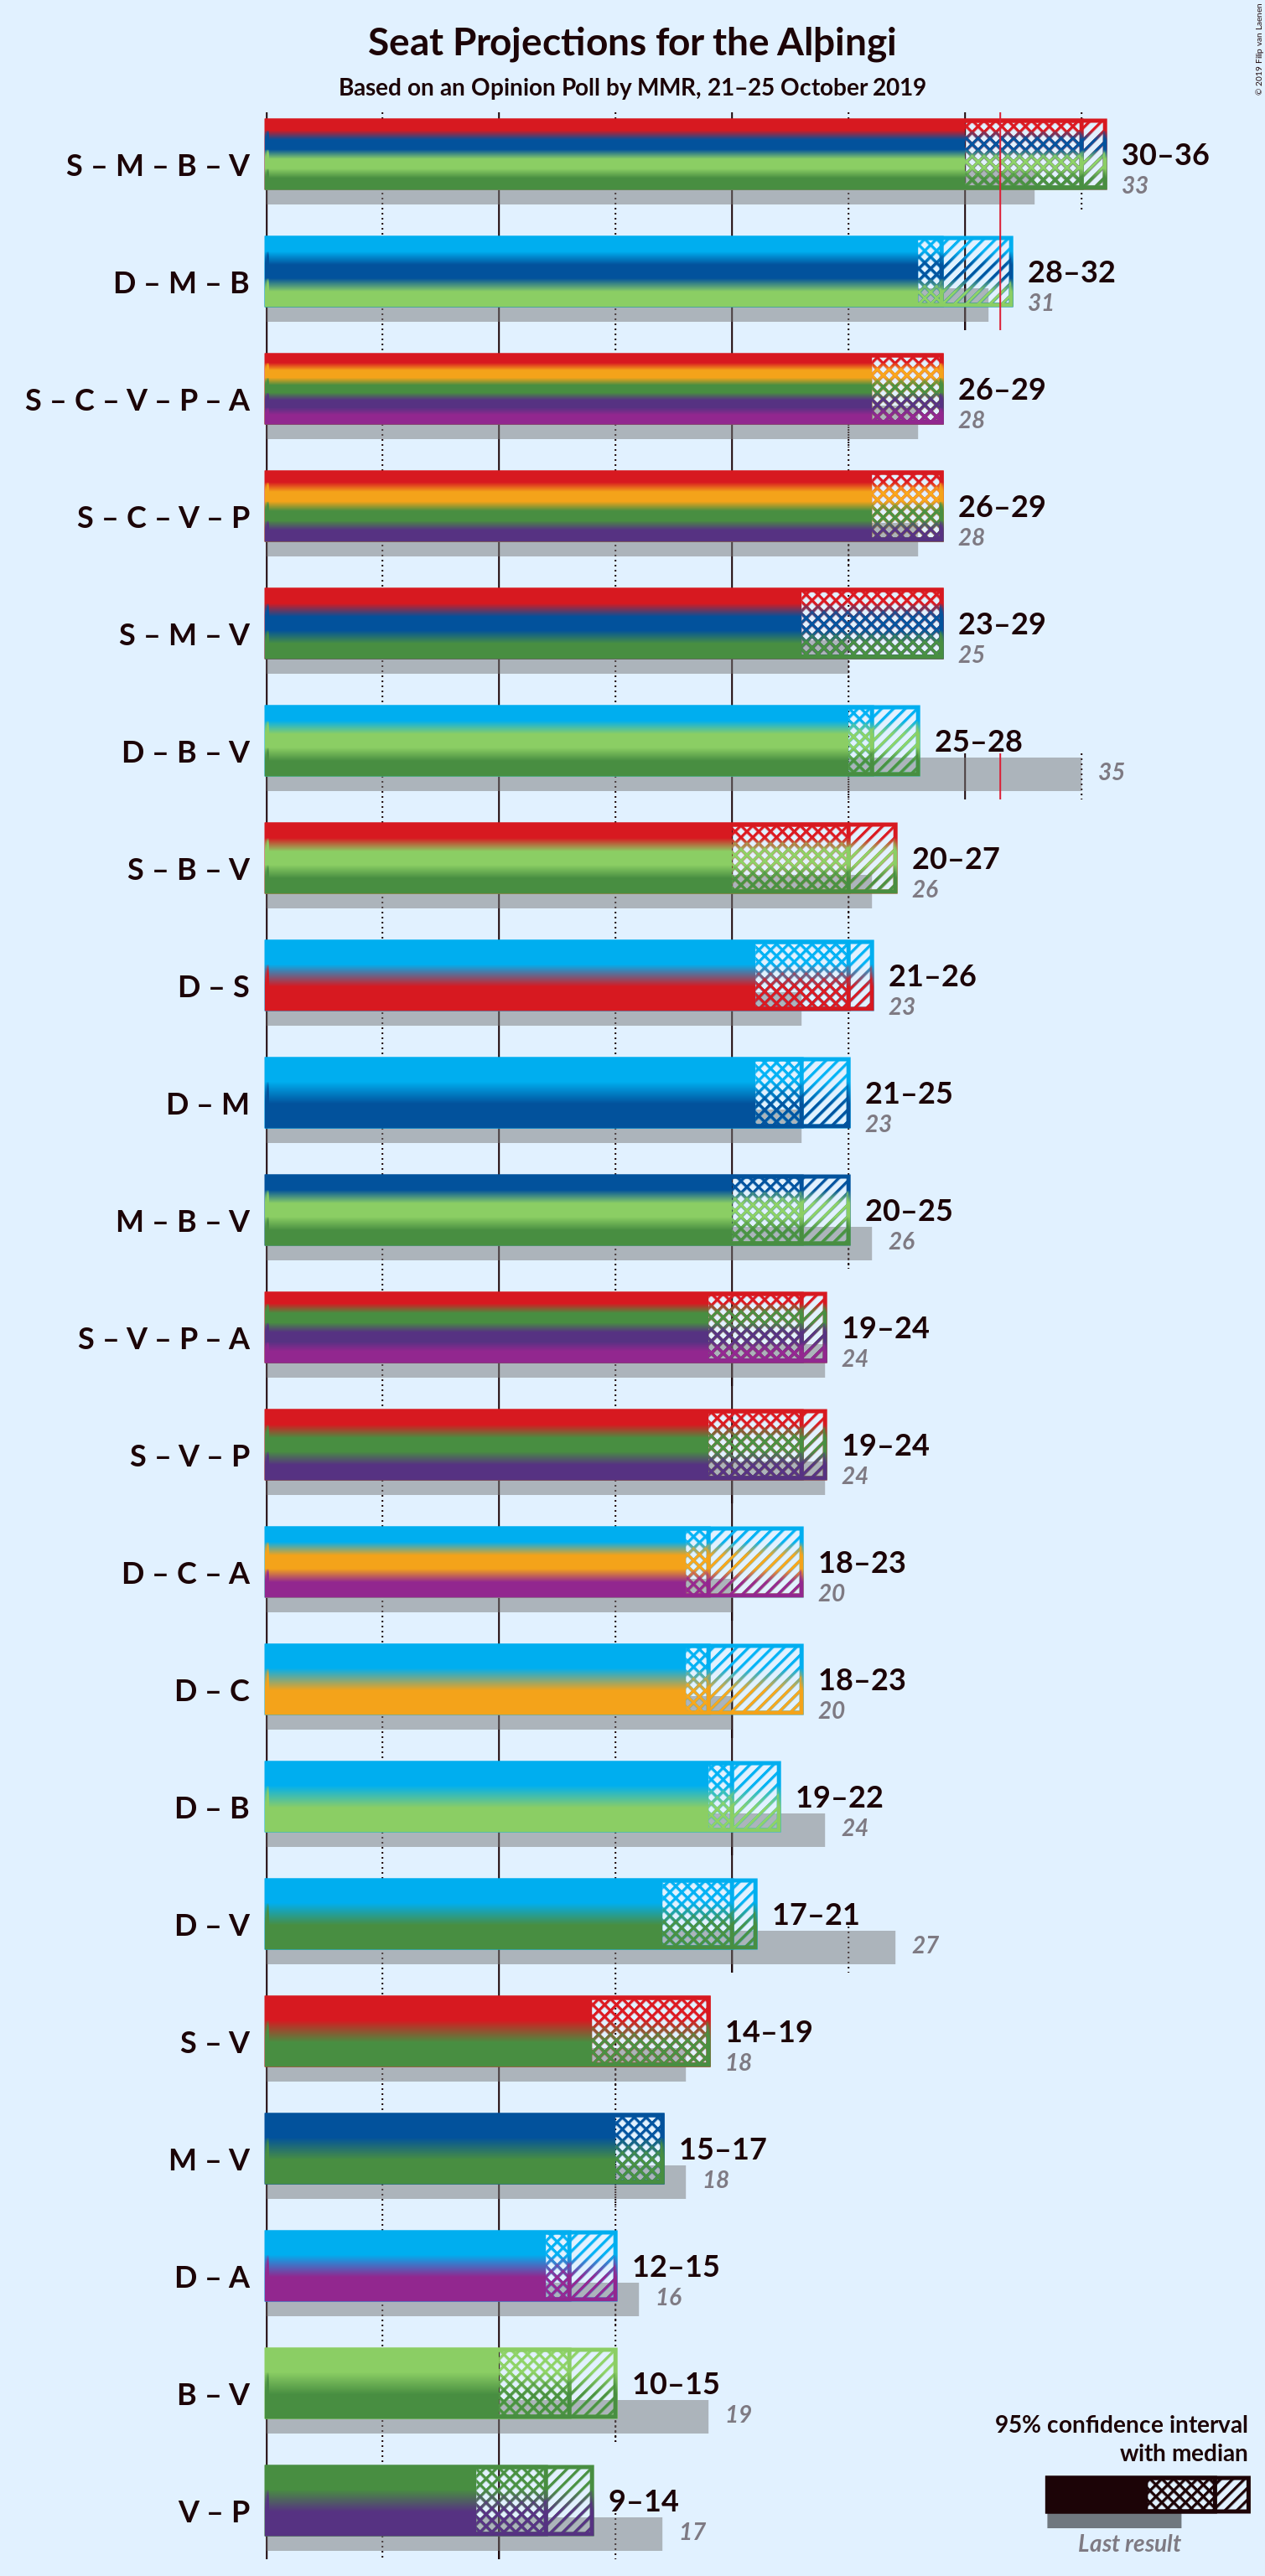 Seat Projections for the Alþingi
Based on an Opinion Poll by MMR, 21–25 October 2019
© 2019 Filip van Laenen
S – M – B – V
30–36
33
D – M – B
28–32
31
S – C – V – P – A
26–29
28
S – C – V – P
26–29
28
S – M – V
23–29
25
D – B – V
25–28
35
S – B – V
20–27
26
D – S
21–26
23
D – M
21–25
23
M – B – V
20–25
26
S – V – P – A
19–24
24
S – V – P
19–24
24
D – C – A
18–23
20
D – C
18–23
20
D – B
19–22
24
D – V
17–21
27
S – V
14–19
18
M – V
15–17
18
D – A
12–15
16
B – V
10–15
19
V – P
9–14
17
95% confidence interval
with median
Last result